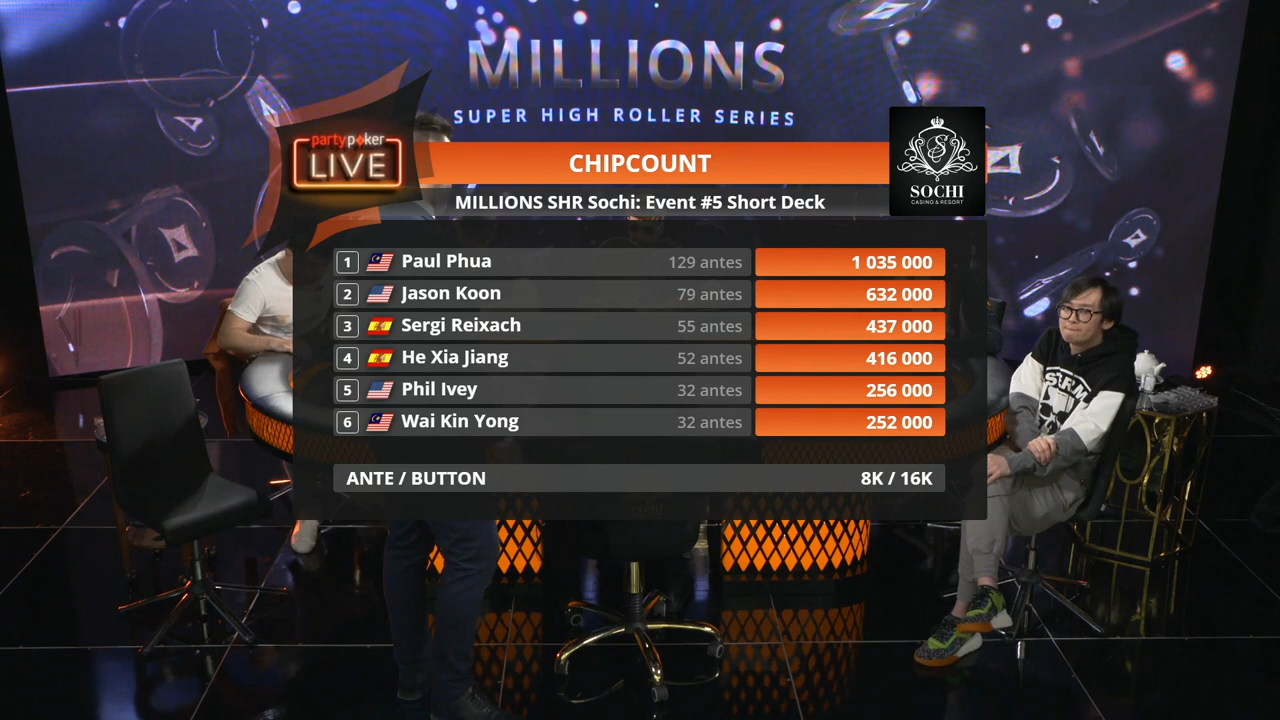 MILLIONS
SUPER HIGH ROLLER SERIES
partypoker
LIVE
CHIPCOUNT
MILLIONS SHR Sochi: Event #5 Short Deck
S
SOCHI
CASINO & RESORT
1 Paul Phua 129 antes 1 035 000
2 Jason Koon 79 antes 632 000
3 Sergi Reixach 55 antes 437 000
4 He Xia Jiang 52 antes 416 000
5 Phil Ivey 32 antes 256 000
6 Wai Kin Yong 32 antes 252 000
ANTE / BUTTON 8K / 16K